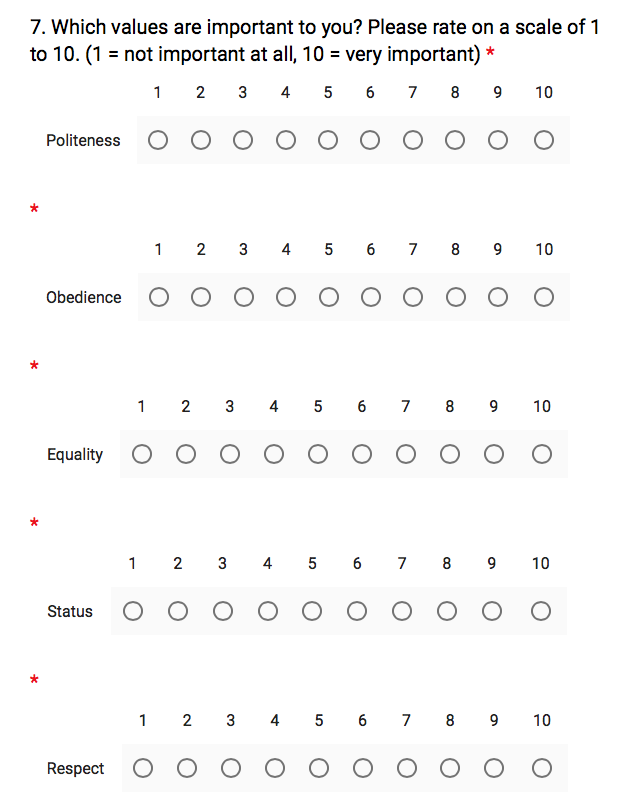 7. Which values are important to you? Please rate on a scale of 1
to 10. (1 = not important at all, 10 = very important) *
1 2 3 4 5 6 7 8 9 10
Politeness
*
1 2 3 4 5 6 7 8 9 10
Obedience
*
1 2 3 4 5 6 7 8 9 10
Equality
*
1 2 3 4 5 6 7 8 9 10
Status
*
1 2 3 4 5 6 7 8 9 10
Respect